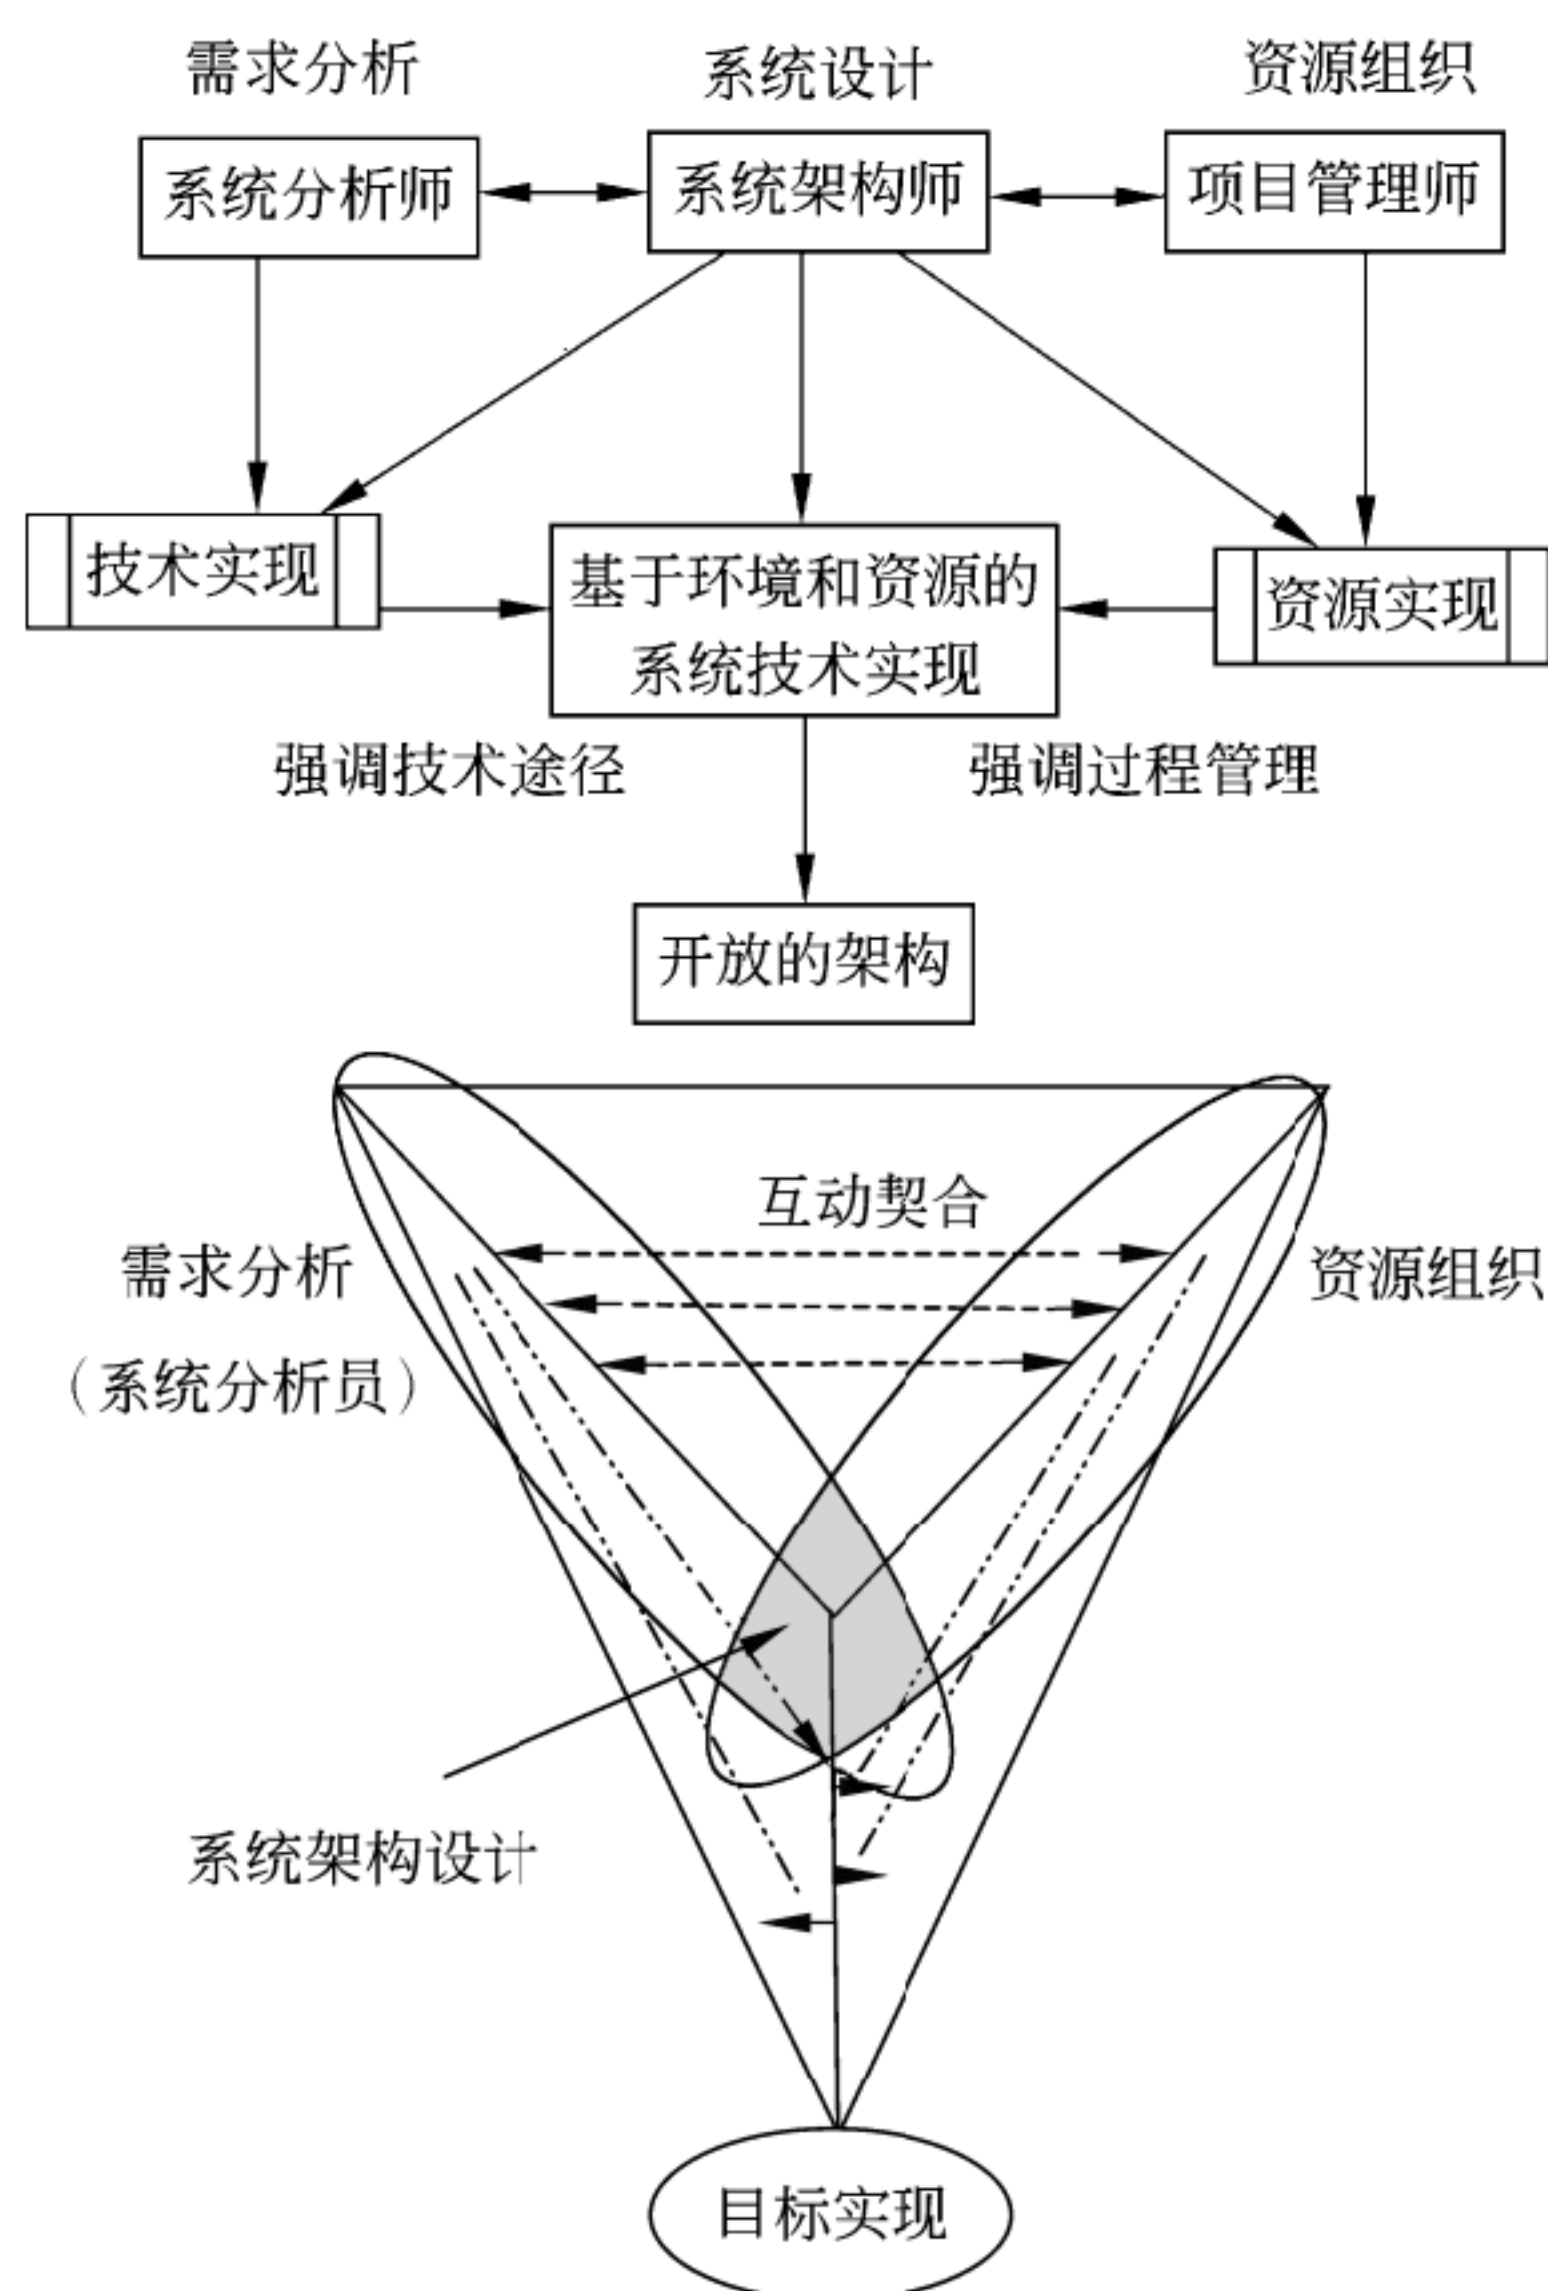 需求分析
系统设计
资源组织
系统分析师
系统架构师
项目管理师
技术实现
基于环境和资源的
系统技术实现
资源实现
强调技术途径
强调过程管理
开放的架构
互动契合
需求分析
（系统分析员）
资源组织
系统架构设计
目标实现